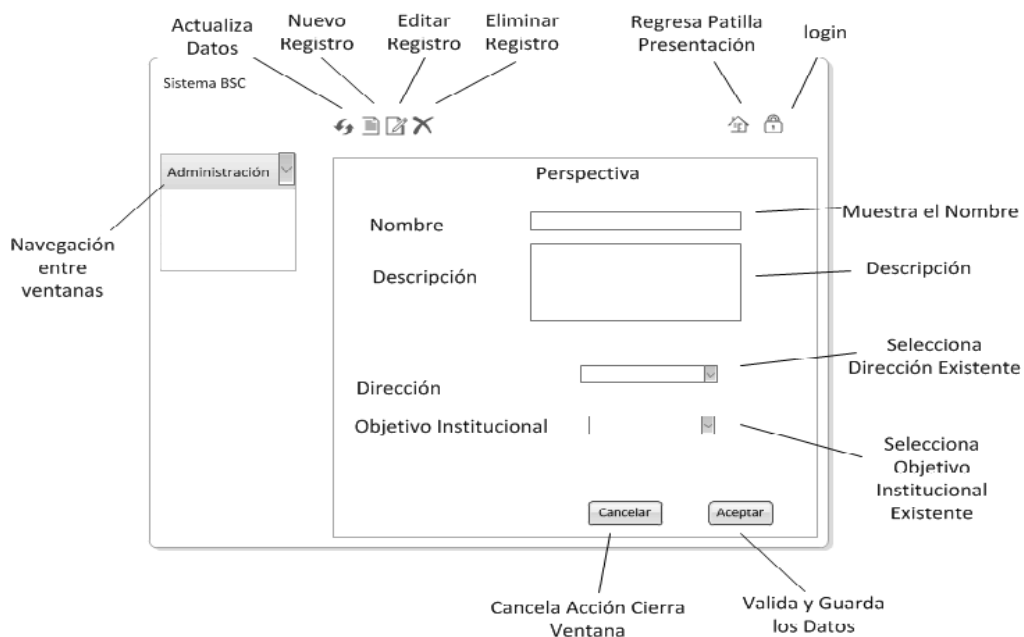 Actualiza
Datos
Nuevo
Registro
Editar
Registro
Eliminar
Registro
Regresa Patilla
Presentación
login
Sistema BSC
Administración
Perspectiva
Nombre
Muestra el Nombre
Navegación
entre
ventanas
Descripción
Descripción
Selecciona
Dirección Existente
Dirección
Objetivo Institucional
Selecciona
Objetivo
Institucional
Existente
Cancelar
Aceptar
Cancela Acción Cierra
Ventana
Valida y Guarda
los Datos